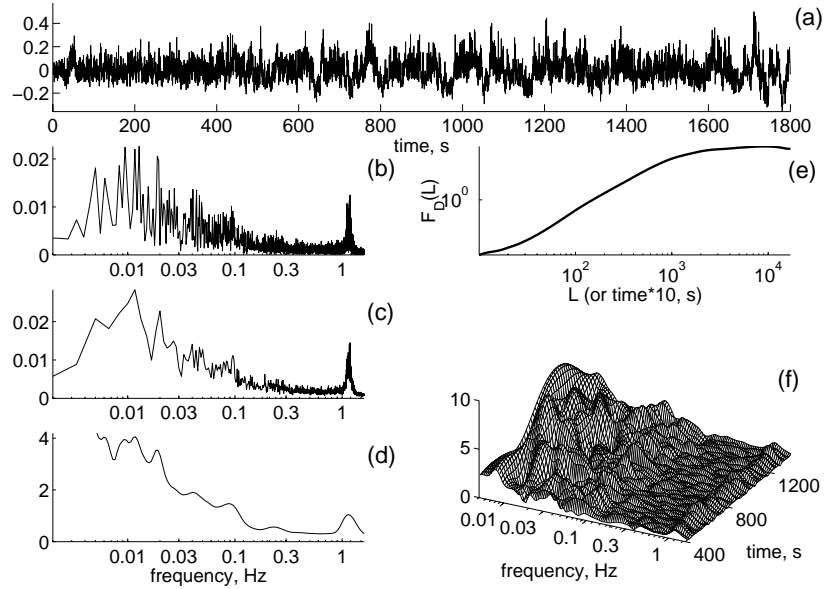 (a)
0.4
0.2
0
−0.2
0 200 400 600 800 1000 1200 1400 1600 1800
time, s
(b)
0.02
0.01
0
0.01 0.03 0.1 0.3 1
(e)
F_D(L)
10^0
10^2 10^3 10^4
L (or time*10, s)
(c)
0.02
0.01
0
0.01 0.03 0.1 0.3 1
(d)
4
2
0
0.01 0.03 0.1 0.3 1
frequency, Hz
(f)
10
5
0
0.01 0.03 0.1 0.3 1
frequency, Hz
400 800 1200
time, s